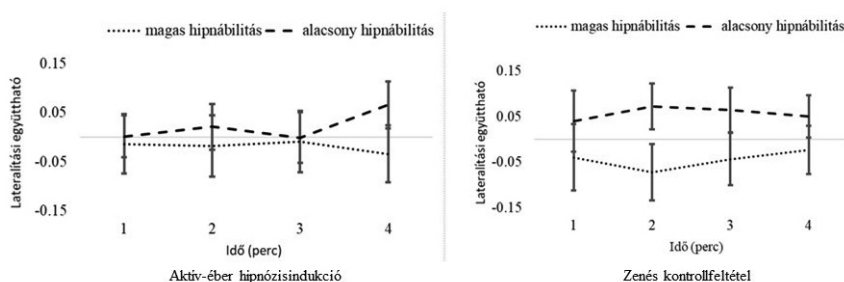 magas hipnábilitás
alacsony hipnábilitás
Lateralitási együttható
0.15
0.05
-0.05
-0.15
1 2 3 4
Idő (perc)
Aktív-éber hipnózisindukció
magas hipnábilitás
alacsony hipnábilitás
Lateralitási együttható
0.15
0.05
-0.05
-0.15
1 2 3 4
Idő (perc)
Zenés kontrollfeltétel